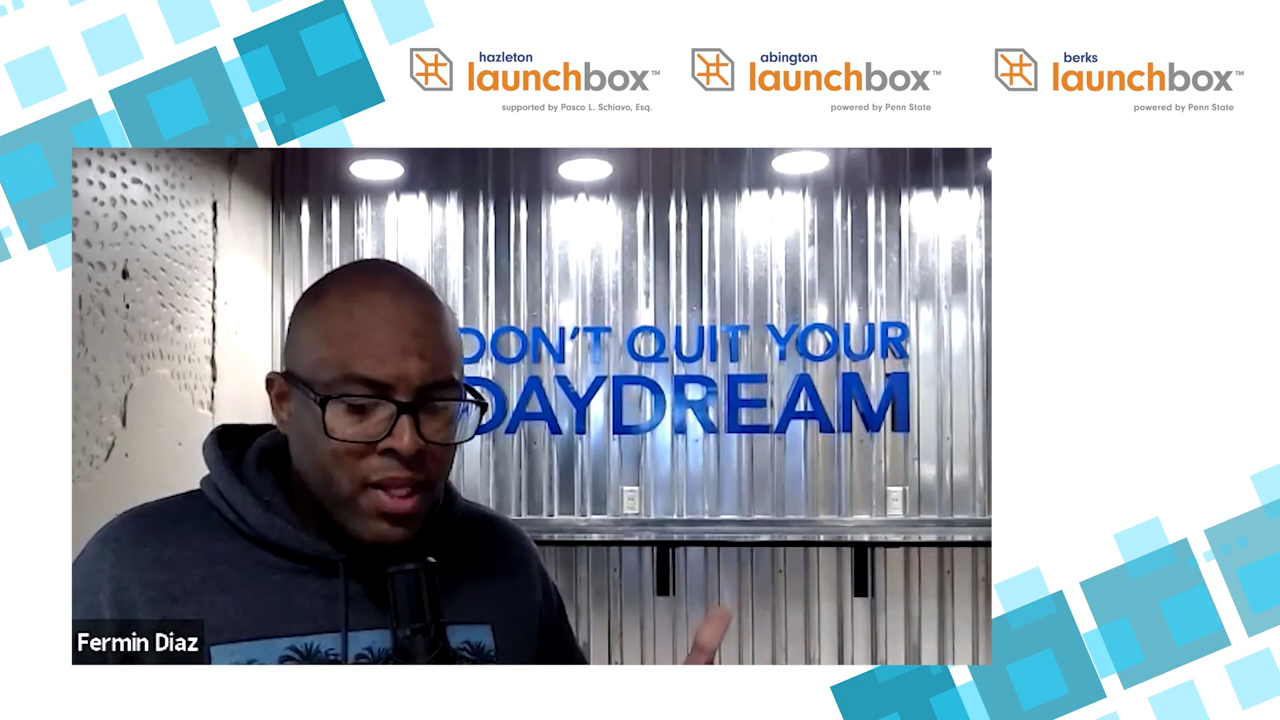 hazleton
launchbox™
supported by Pasco L. Schiavo, Esq.
abington
launchbox™
powered by Penn State
berks
launchbox™
powered by Penn State
DON'T QUIT YOUR
DAYDREAM
Fermin Diaz